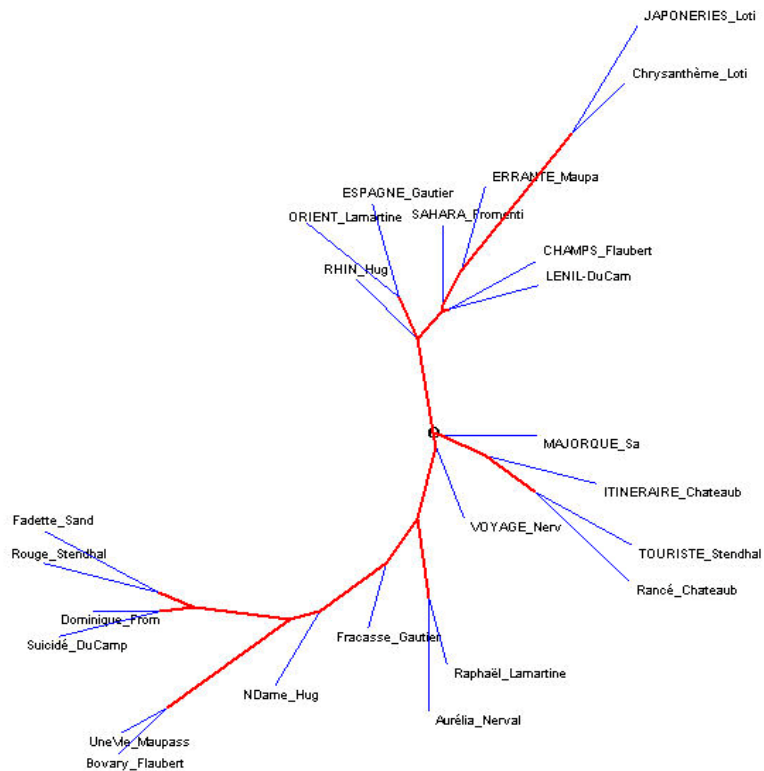 JAPONERIES_Loti
Chrysanthème_Loti
ERRANTE_Maupa
ESPAGNE_Gautier
SAHARA_Fromenti
ORIENT_Lamartine
CHAMPS_Flaubert
RHIN_Hug
LENIL-DuCam
MAJORQUE_Sa
ITINERAIRE_Chateaub
Fadette_Sand
VOYAGE_Nerv
Rouge_Stendhal
TOURISTE_Stendhal
Rancé_Chateaub
Dominique_From
Fracasse_Gautier
Suicidé_DuCamp
Raphaël_Lamartine
NDame_Hug
Aurélia_Nerval
UneVie_Maupass
Bovary_Flaubert